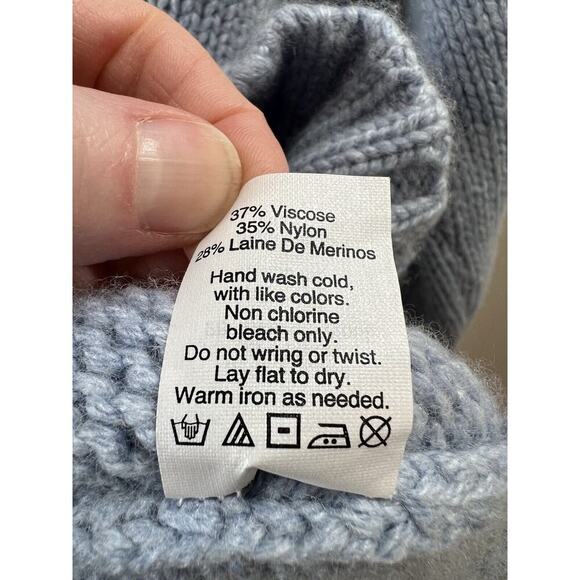 37% Viscose
35% Nylon
28% Laine De Merinos
Hand wash cold,
with like colors.
Non chlorine
bleach only.
Do not wring or twist.
Lay flat to dry.
Warm iron as needed.